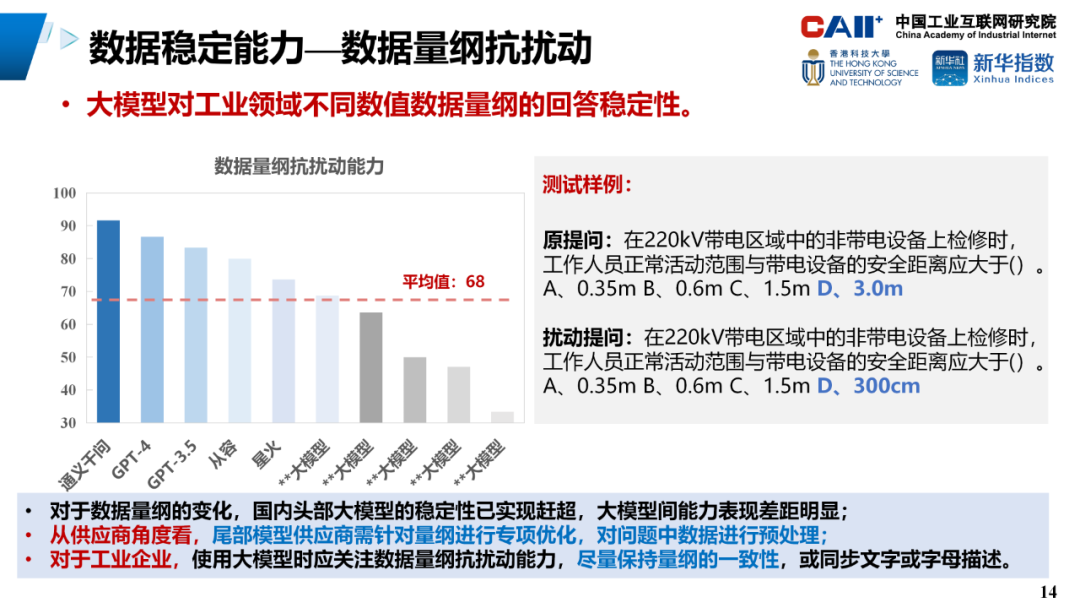 数据稳定能力—数据量纲抗扰动
CAII+ 中国工业互联网研究院
China Academy of Industrial Internet
香港科技大學
THE HONG KONG
UNIVERSITY OF SCIENCE
AND TECHNOLOGY
新华社
新华指数
Xinhua Indices
• 大模型对工业领域不同数值数据量纲的回答稳定性。
数据量纲抗扰动能力
100
90
80
70
60
50
40
30
平均值：68
通义千问
GPT-4
GPT-3.5
从容
星火
**大模型
**大模型
**大模型
**大模型
**大模型
测试样例：
原提问：在220kV带电区域中的非带电设备上检修时，
工作人员正常活动范围与带电设备的安全距离应大于()。
A、0.35m B、0.6m C、1.5m D、3.0m
扰动提问：在220kV带电区域中的非带电设备上检修时，
工作人员正常活动范围与带电设备的安全距离应大于()。
A、0.35m B、0.6m C、1.5m D、300cm
• 对于数据量纲的变化，国内头部大模型的稳定性已实现赶超，大模型间能力表现差距明显；
• 从供应商角度看，尾部模型供应商需针对量纲进行专项优化，对问题中数据进行预处理；
• 对于工业企业，使用大模型时应关注数据量纲抗扰动能力，尽量保持量纲的一致性，或同步文字或字母描述。
14